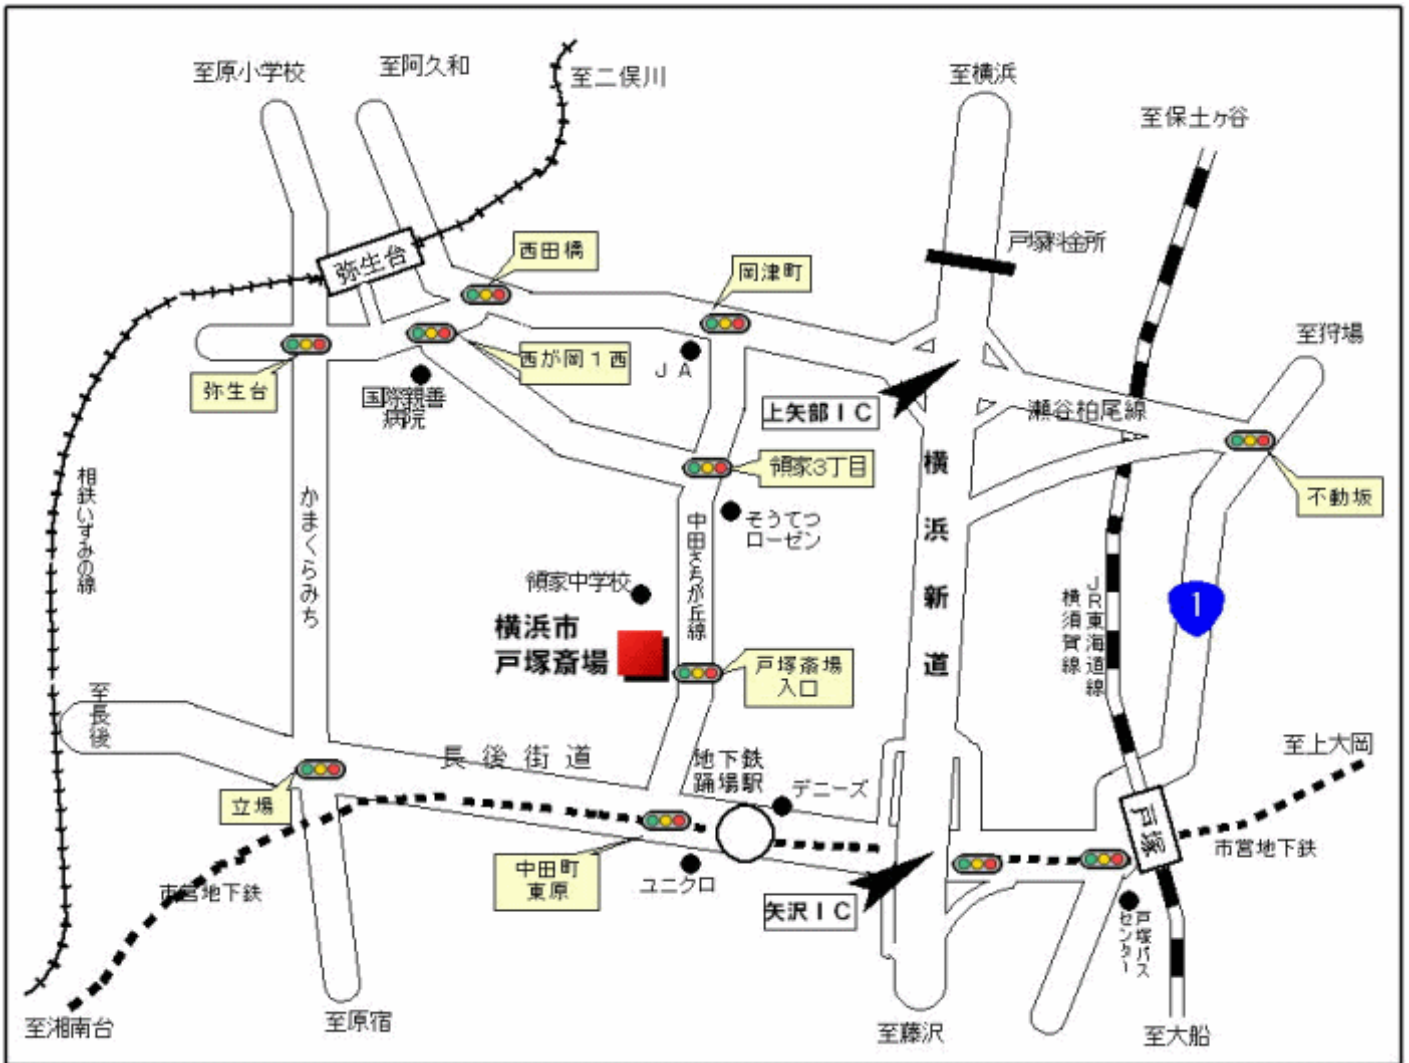 至原小学校
至阿久和
至二俣川
至横浜
至保土ヶ谷
戸塚料金所
西田橋
岡津町
弥生台
至狩場
西が岡1西
JA
弥生台
国際親善
病院
上矢部IC
瀬谷柏尾線
領家3丁目
不動坂
相鉄いずみの線
かまくらみち
中田さちが丘線
そうてつ
ローゼン
横浜新道
領家中学校
横浜市
戸塚斎場
戸塚斎場
入口
JR東海道線
横須賀線
1
至長後
長後街道
地下鉄
踊場駅
デニーズ
至上大岡
立場
戸塚
市営地下鉄
中田町
東原
ユニクロ
市営地下鉄
矢沢IC
戸塚バス
センター
至湘南台
至原宿
至藤沢
至大船